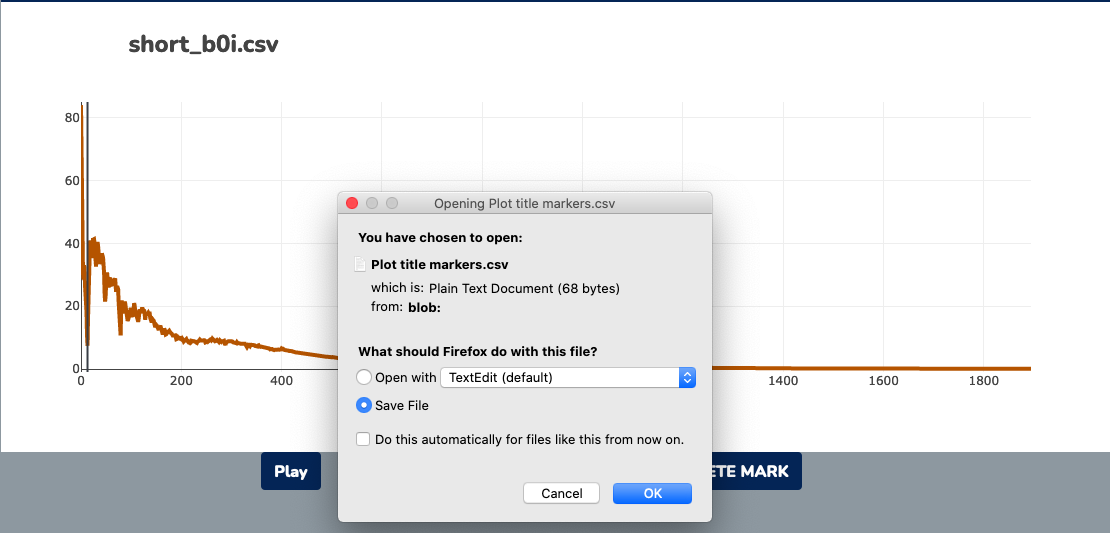 short_b0i.csv
80
60
40
20
0
0 200 400 1400 1600 1800
Opening Plot title markers.csv
You have chosen to open:
Plot title markers.csv
which is: Plain Text Document (68 bytes)
from: blob:
What should Firefox do with this file?
Open with TextEdit (default)
Save File
Do this automatically for files like this from now on.
Cancel OK
Play ETE MARK